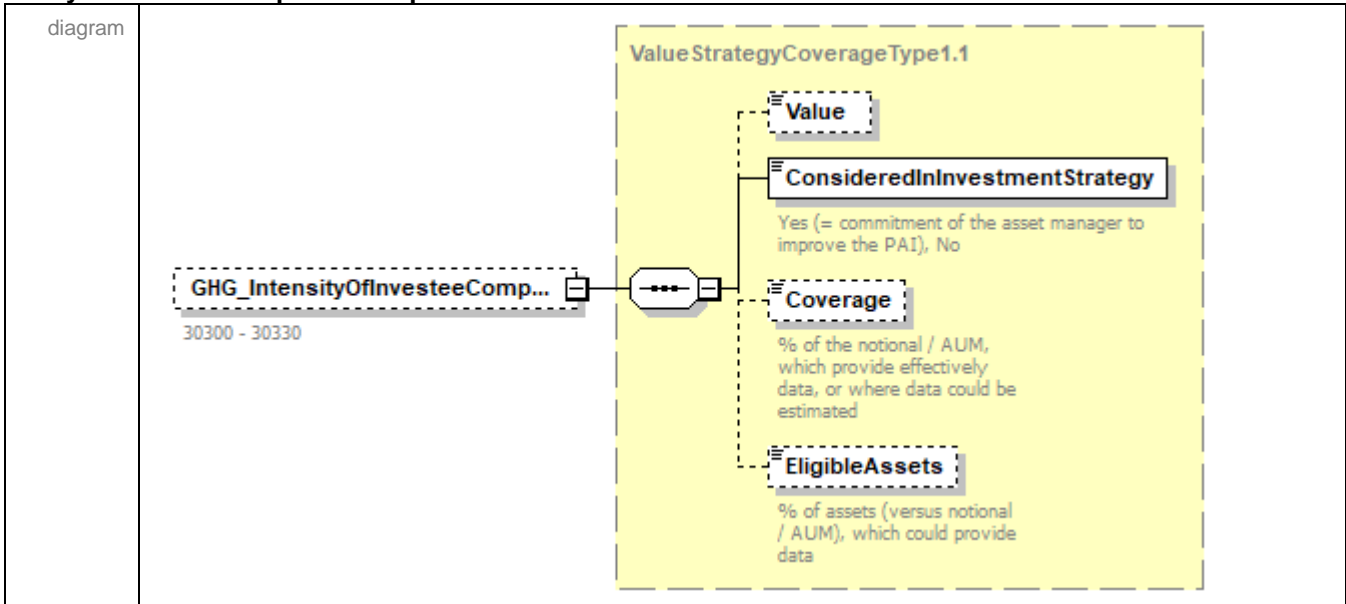 diagram
ValueStrategyCoverageType1.1
Value
ConsideredInInvestmentStrategy
Yes (= commitment of the asset manager to
improve the PAI), No
GHG_IntensityOfInvesteeComp...
30300 - 30330
Coverage
% of the notional / AUM,
which provide effectively
data, or where data could be
estimated
EligibleAssets
% of assets (versus notional
/ AUM), which could provide
data